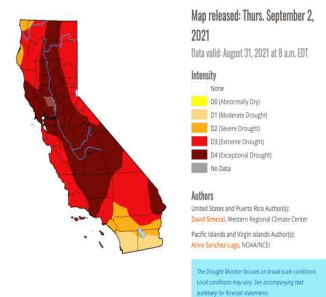 Map released: Thurs. September 2,
2021
Data valid: August 31, 2021 at 8 a.m. EDT
Intensity
None
D0 (Abnormally Dry)
D1 (Moderate Drought)
D2 (Severe Drought)
D3 (Extreme Drought)
D4 (Exceptional Drought)
No Data
Authors
United States and Puerto Rico Author(s):
David Simeral, Western Regional Climate Center
Pacific Islands and Virgin Islands Author(s):
Ahira Sanchez-Lugo, NOAA/NCEI
The Drought Monitor focuses on broad-scale conditions.
Local conditions may vary. See accompanying text
summary for forecast statements.